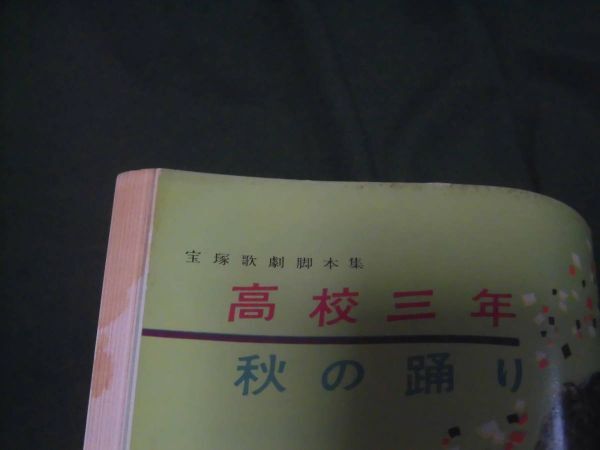 宝塚歌劇脚本集
高校三年
秋の踊り